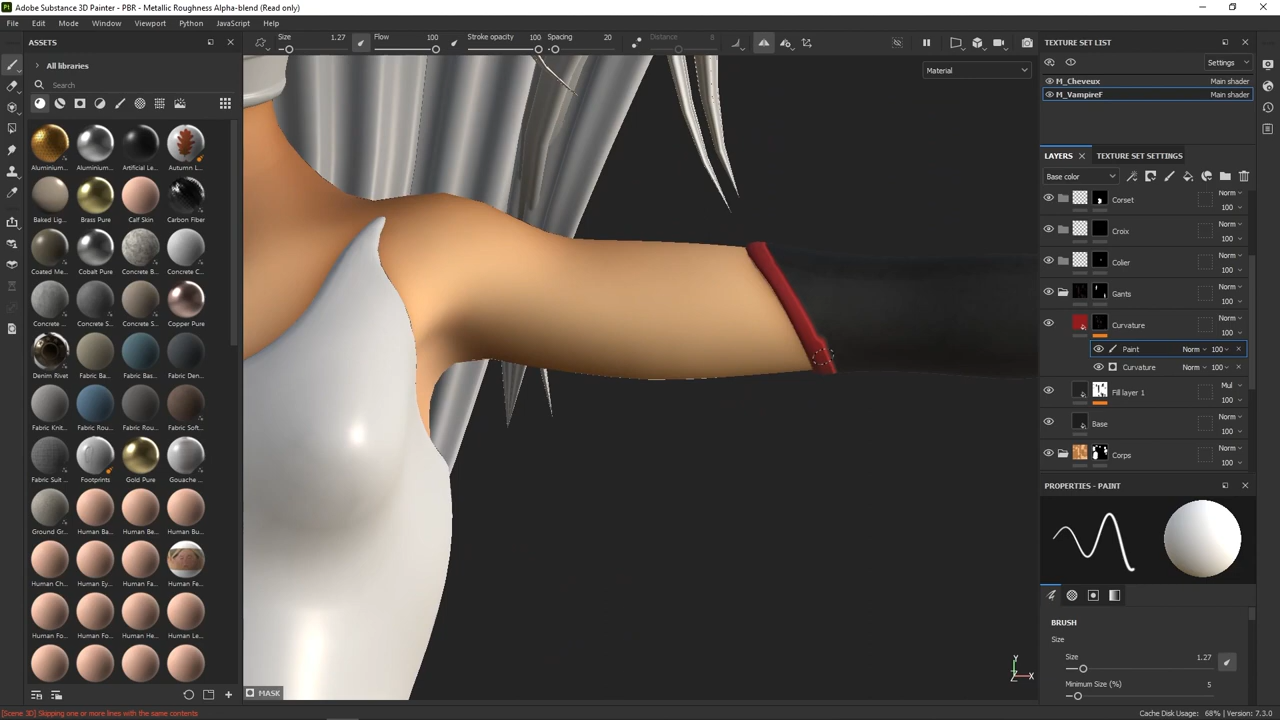 Adobe Substance 3D Painter - PBR - Metallic Roughness Alpha-blend (Read only)
File Edit Mode Window Viewport Python JavaScript Help
ASSETS
Size 1.27 Flow 100 Stroke opacity 100 Spacing 20 Distance 8
TEXTURE SET LIST
All libraries
Settings
Search
Material
M_Cheveux Main shader
M_VampireF Main shader
Aluminium... Aluminium... Artificial Le... Autumn L...
LAYERS TEXTURE SET SETTINGS
Base color
Baked Lig... Brass Pure Calf Skin Carbon Fiber
Corset Norm 100
Croix Norm 100
Coated Me... Cobalt Pure Concrete B... Concrete C...
Colier Norm 100
Gants Norm 100
Concrete ... Concrete S... Concrete S... Copper Pure
Curvature Norm 100
Paint Norm 100
Denim Rivet Fabric Ba... Fabric Bas... Fabric Den...
Curvature Norm 100
Fill layer 1 Mul 100
Fabric Knit... Fabric Rou... Fabric Rou... Fabric Soft...
Base Norm 100
Corps Norm 100
Fabric Suit ... Footprints Gold Pure Gouache ...
PROPERTIES - PAINT
Ground Gr... Human Ba... Human Be... Human Bu...
Human Ch... Human Ey... Human Fa... Human Fe...
BRUSH
Human Fo... Human Fo... Human He... Human Le...
Size
Size 1.27
Minimum Size (%) 5
Y
Z X
MASK
[Scene 3D] Skipping one or more lines with the same contents
Cache Disk Usage: 68% | Version: 7.3.0